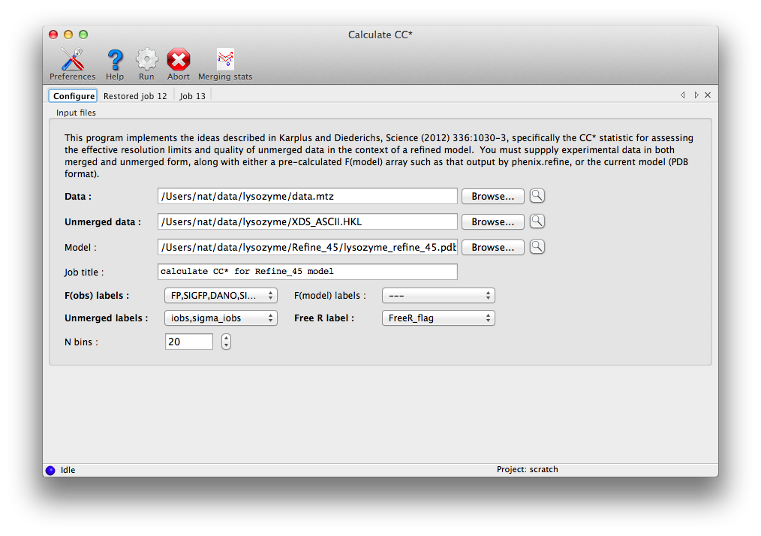 Calculate CC*
Preferences Help Run Abort Merging stats
Configure Restored job 12 Job 13
Input files
This program implements the ideas described in Karplus and Diederichs, Science (2012) 336:1030-3, specifically the CC* statistic for assessing
the effective resolution limits and quality of unmerged data in the context of a refined model. You must suppply experimental data in both
merged and unmerged form, along with either a pre-calculated F(model) array such as that output by phenix.refine, or the current model (PDB
format).
Data : /Users/nat/data/lysozyme/data.mtz Browse...
Unmerged data : /Users/nat/data/lysozyme/XDS_ASCII.HKL Browse...
Model : /Users/nat/data/lysozyme/Refine_45/lysozyme_refine_45.pdb Browse...
Job title : calculate CC* for Refine_45 model
F(obs) labels : FP,SIGFP,DANO,SI... F(model) labels : ---
Unmerged labels : iobs,sigma_iobs Free R label : FreeR_flag
N bins : 20
Idle Project: scratch